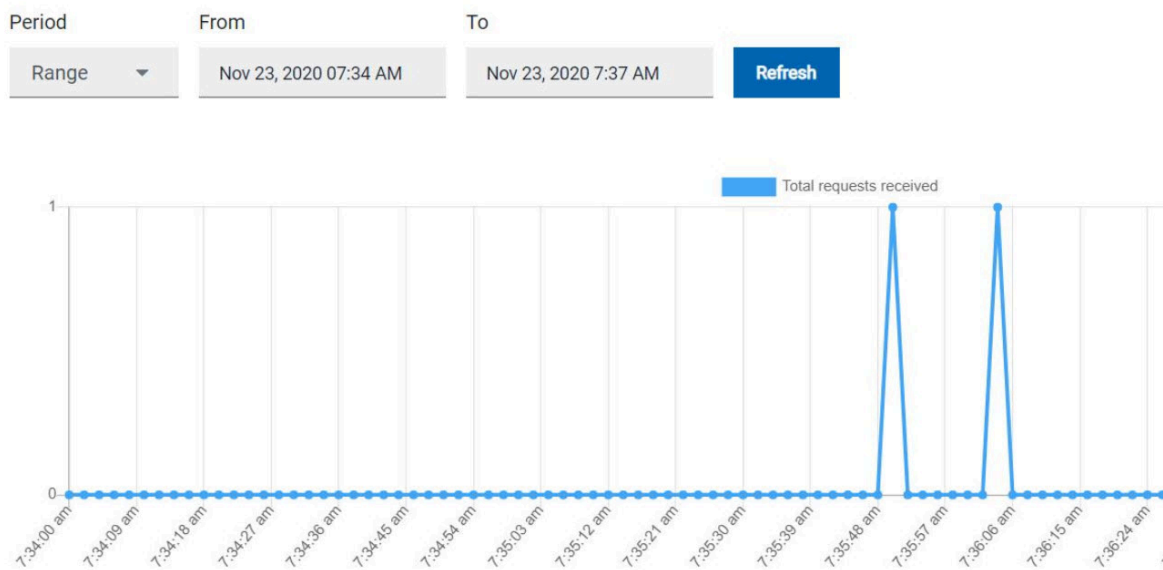 Period From To
Range Nov 23, 2020 07:34 AM Nov 23, 2020 7:37 AM Refresh
Total requests received
1
0
7:34:00 am 7:34:09 am 7:34:18 am 7:34:27 am 7:34:36 am 7:34:45 am 7:34:54 am 7:35:03 am 7:35:12 am 7:35:21 am 7:35:30 am 7:35:39 am 7:35:48 am 7:35:57 am 7:36:06 am 7:36:15 am 7:36:24 am